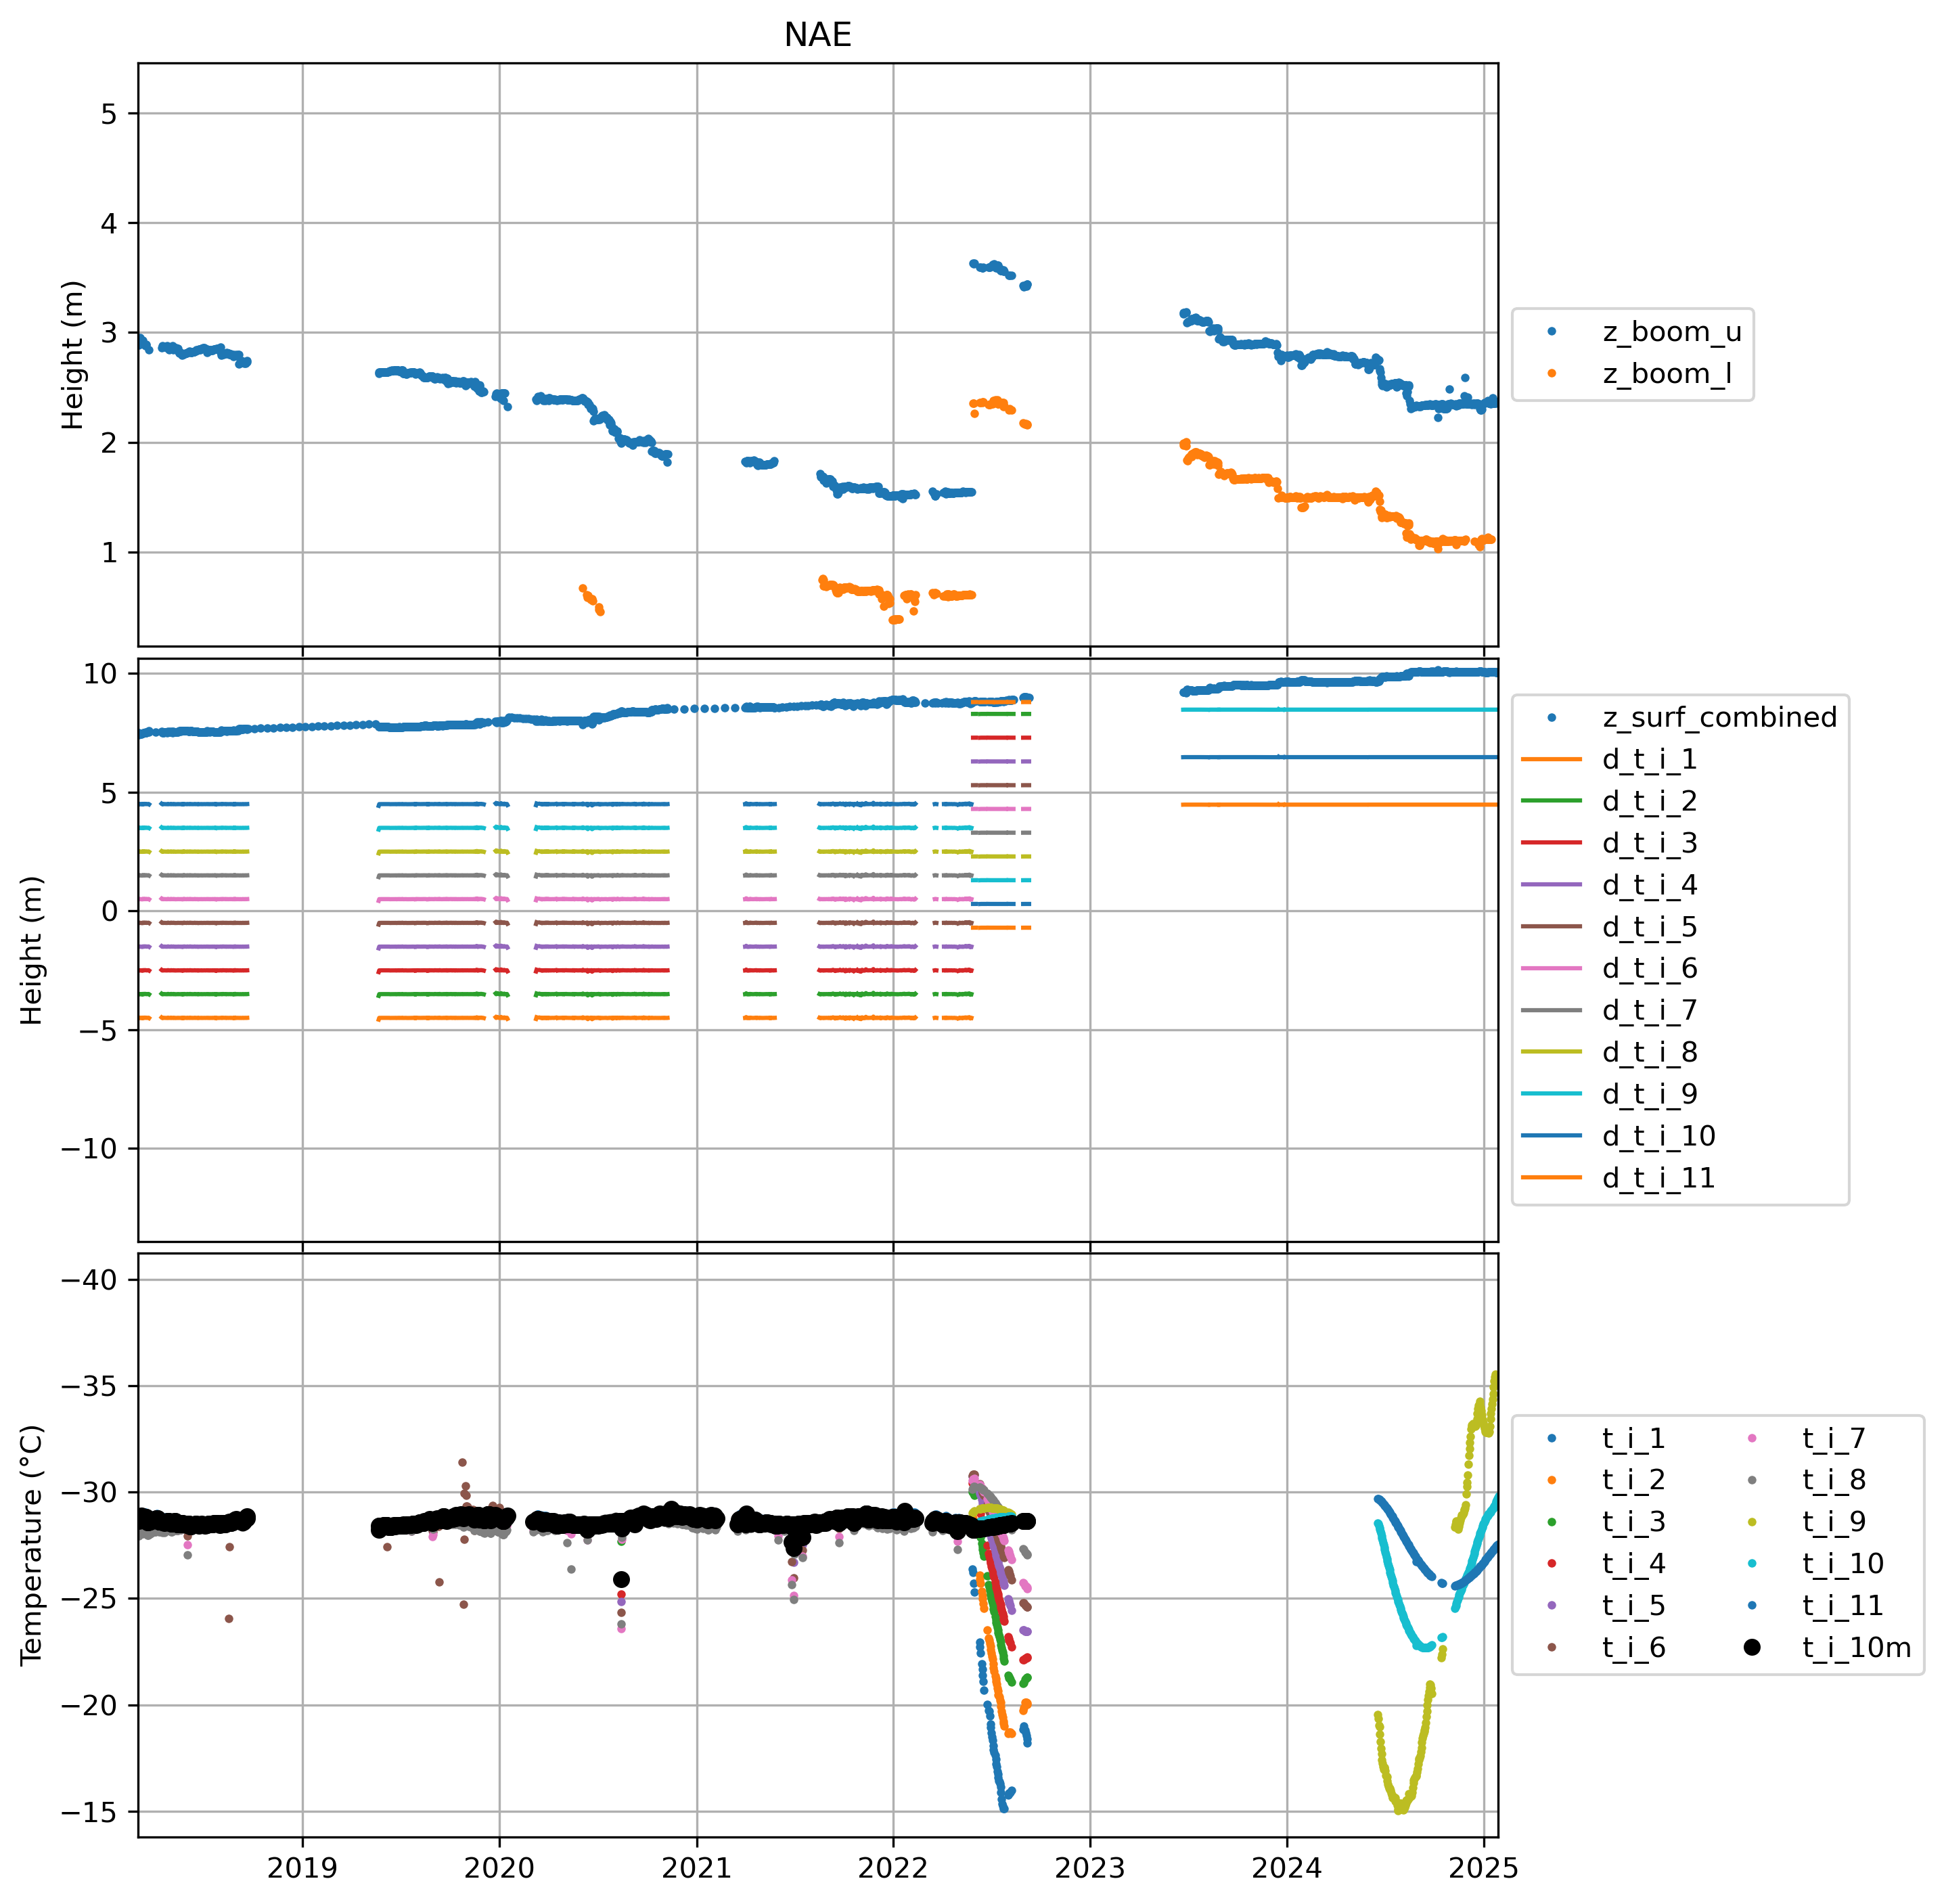 NAE
Height (m)
5
4
3
2
1
z_boom_u
z_boom_l
Height (m)
10
5
0
−5
−10
z_surf_combined
d_t_i_1
d_t_i_2
d_t_i_3
d_t_i_4
d_t_i_5
d_t_i_6
d_t_i_7
d_t_i_8
d_t_i_9
d_t_i_10
d_t_i_11
Temperature (°C)
−40
−35
−30
−25
−20
−15
t_i_1
t_i_2
t_i_3
t_i_4
t_i_5
t_i_6
t_i_7
t_i_8
t_i_9
t_i_10
t_i_11
t_i_10m
2019 2020 2021 2022 2023 2024 2025